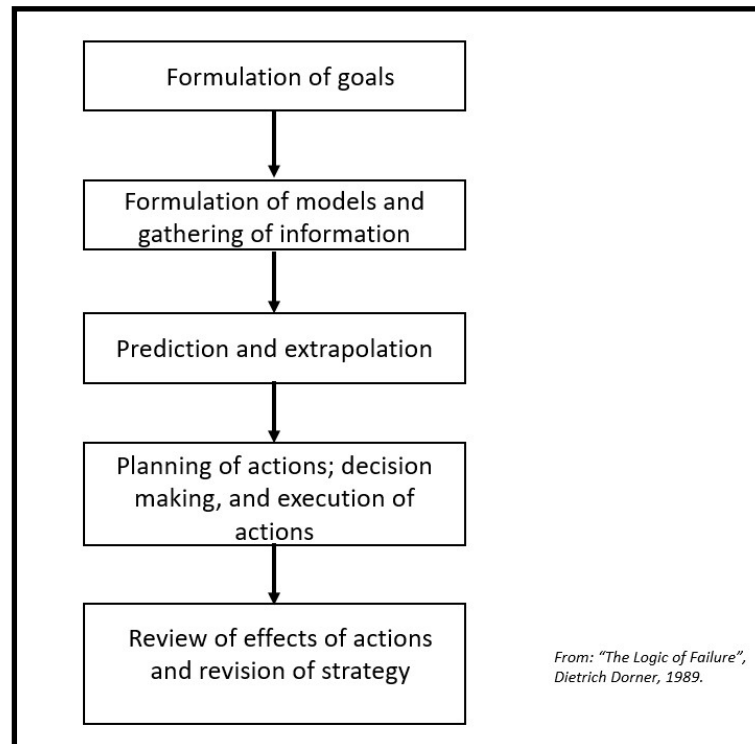 Formulation of goals
Formulation of models and
gathering of information
Prediction and extrapolation
Planning of actions; decision
making, and execution of
actions
Review of effects of actions
and revision of strategy
From: “The Logic of Failure”,
Dietrich Dorner, 1989.